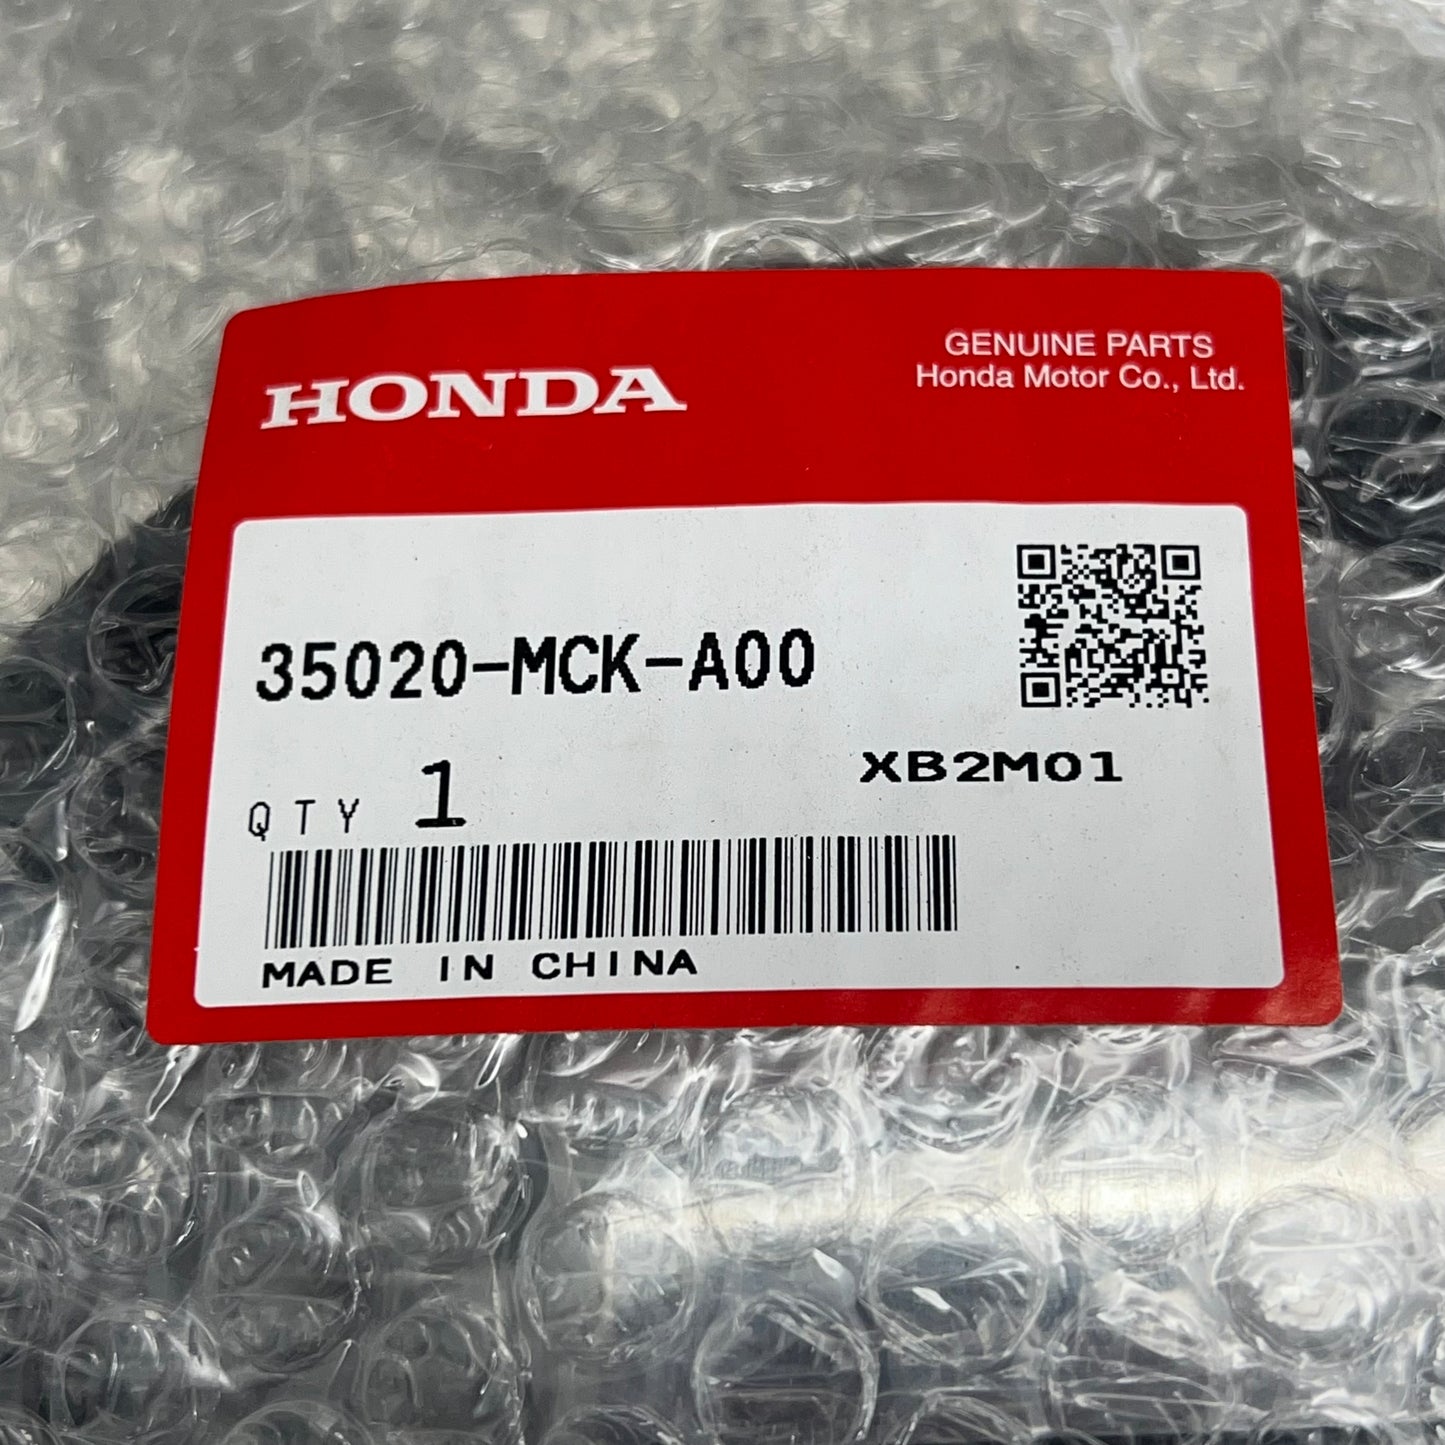 HONDA
GENUINE PARTS
Honda Motor Co., Ltd.
35020-MCK-A00
XB2M01
QTY 1
MADE IN CHINA